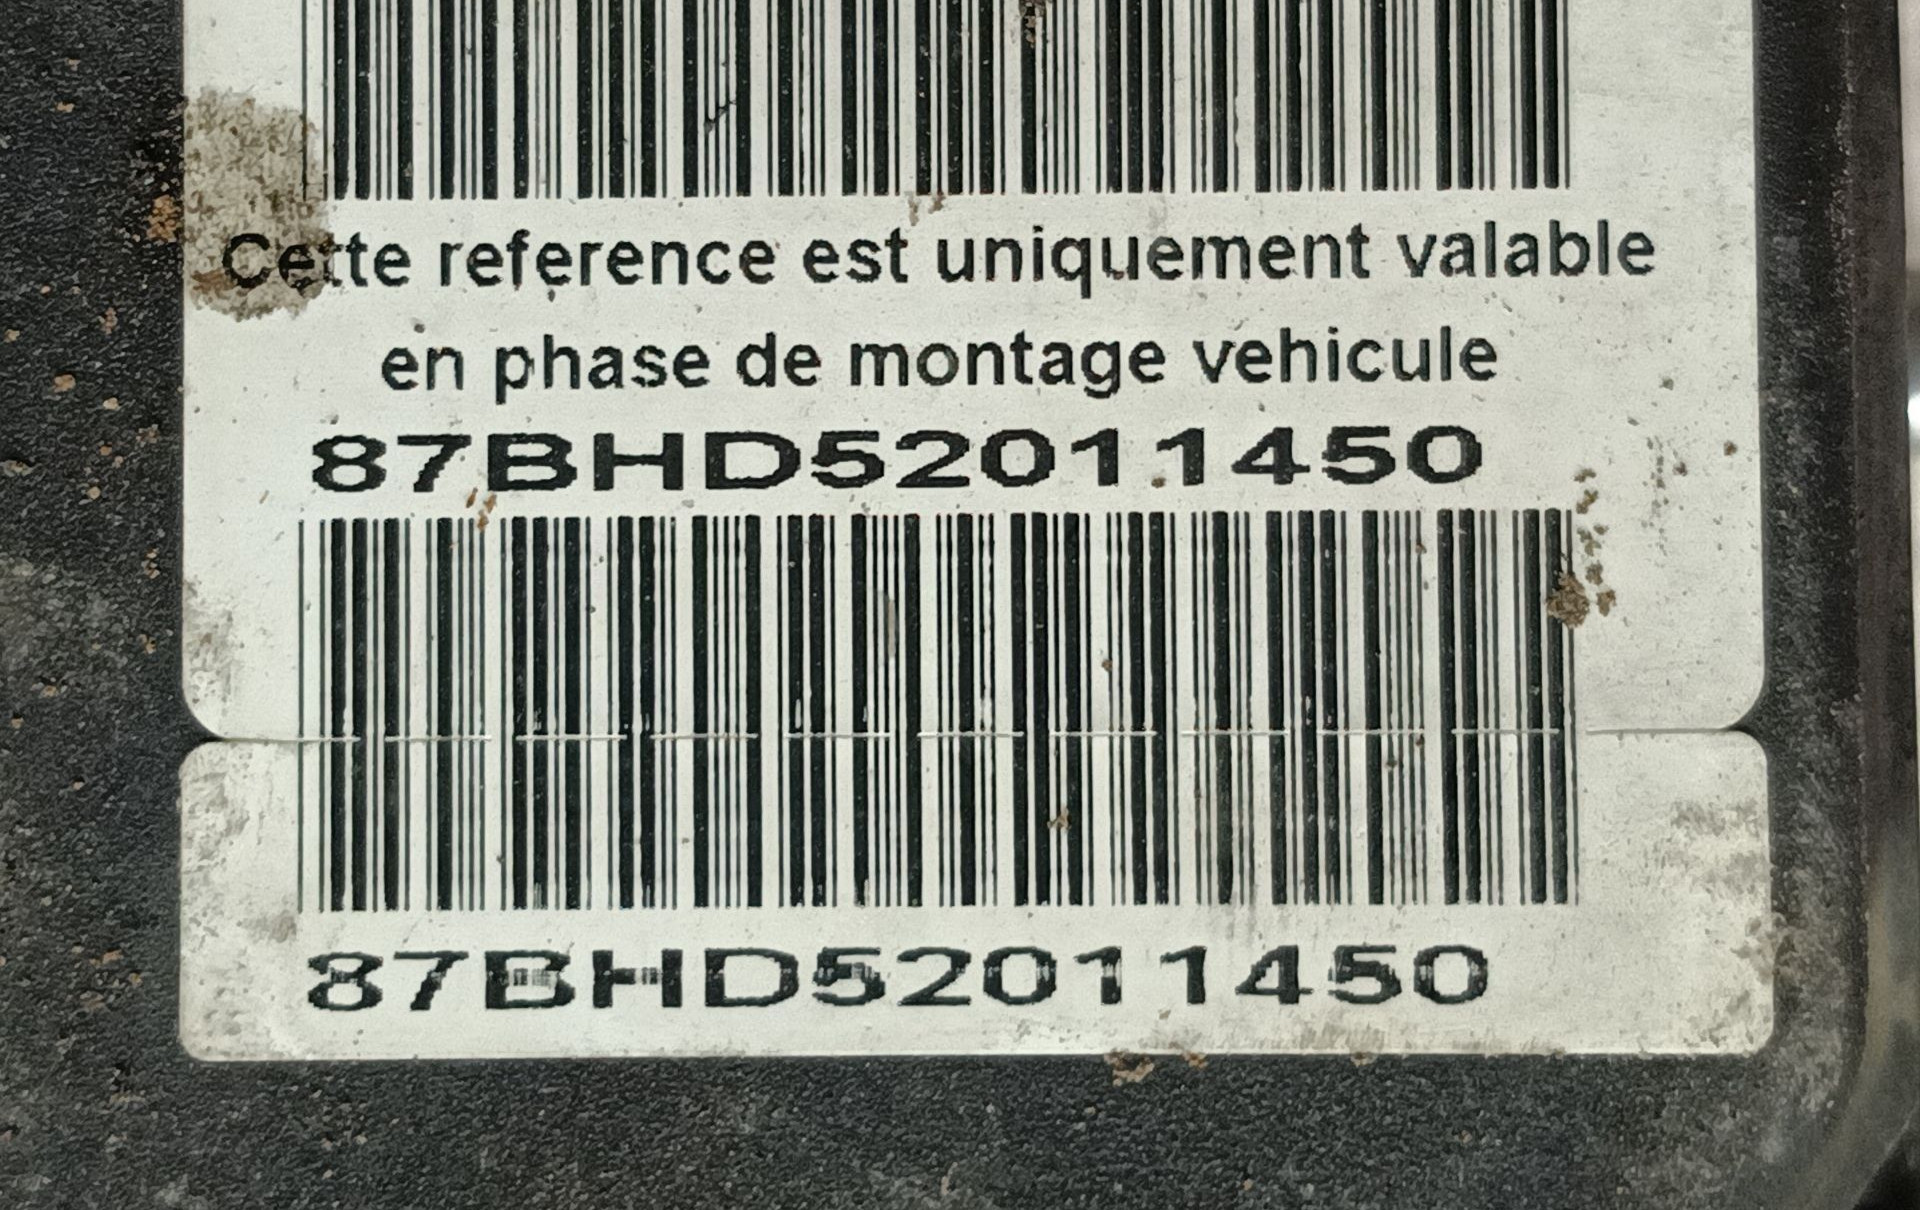 Cette reference est uniquement valable
en phase de montage vehicule
87BHD52011450
87BHD52011450